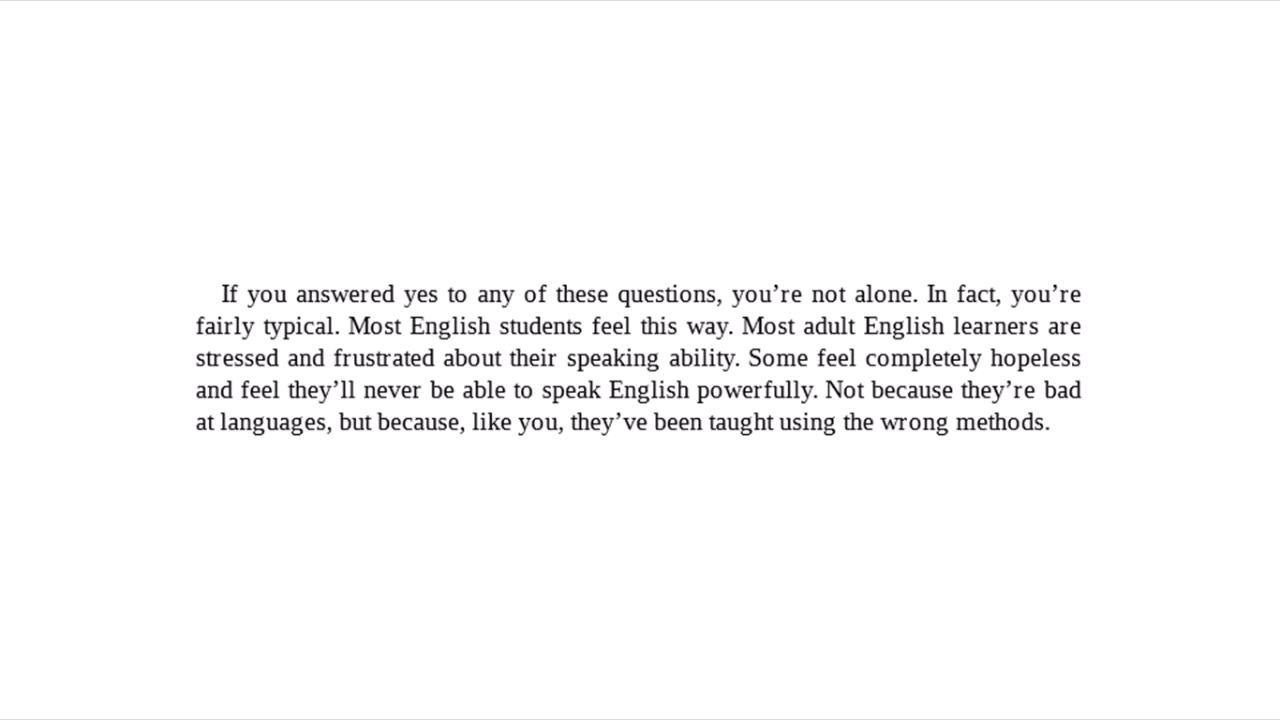 If you answered yes to any of these questions, you’re not alone. In fact, you’re
fairly typical. Most English students feel this way. Most adult English learners are
stressed and frustrated about their speaking ability. Some feel completely hopeless
and feel they’ll never be able to speak English powerfully. Not because they’re bad
at languages, but because, like you, they’ve been taught using the wrong methods.